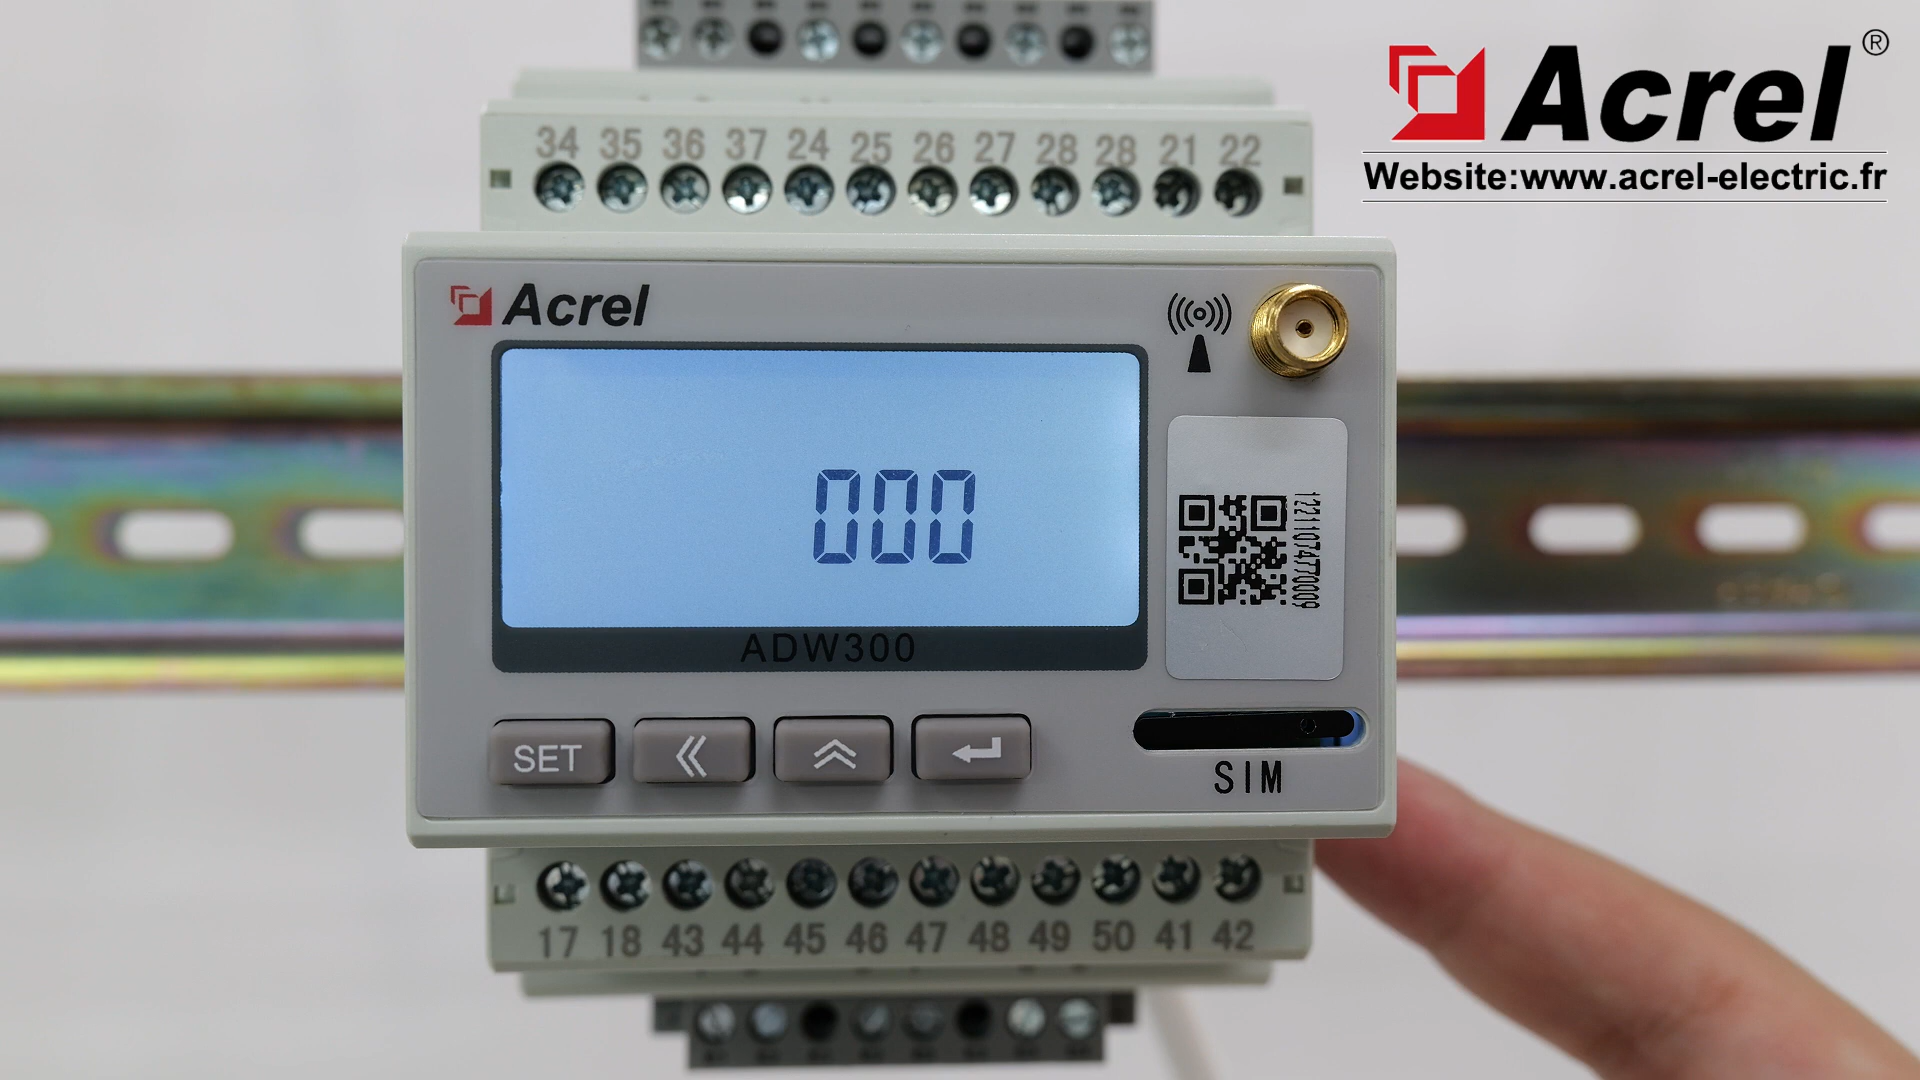 Acrel®
Website:www.acrel-electric.fr
34 35 36 37 24 25 26 27 28 28 21 22
Acrel
000
122111074770009
ADW300
SET
SIM
17 18 43 44 45 46 47 48 49 50 41 42